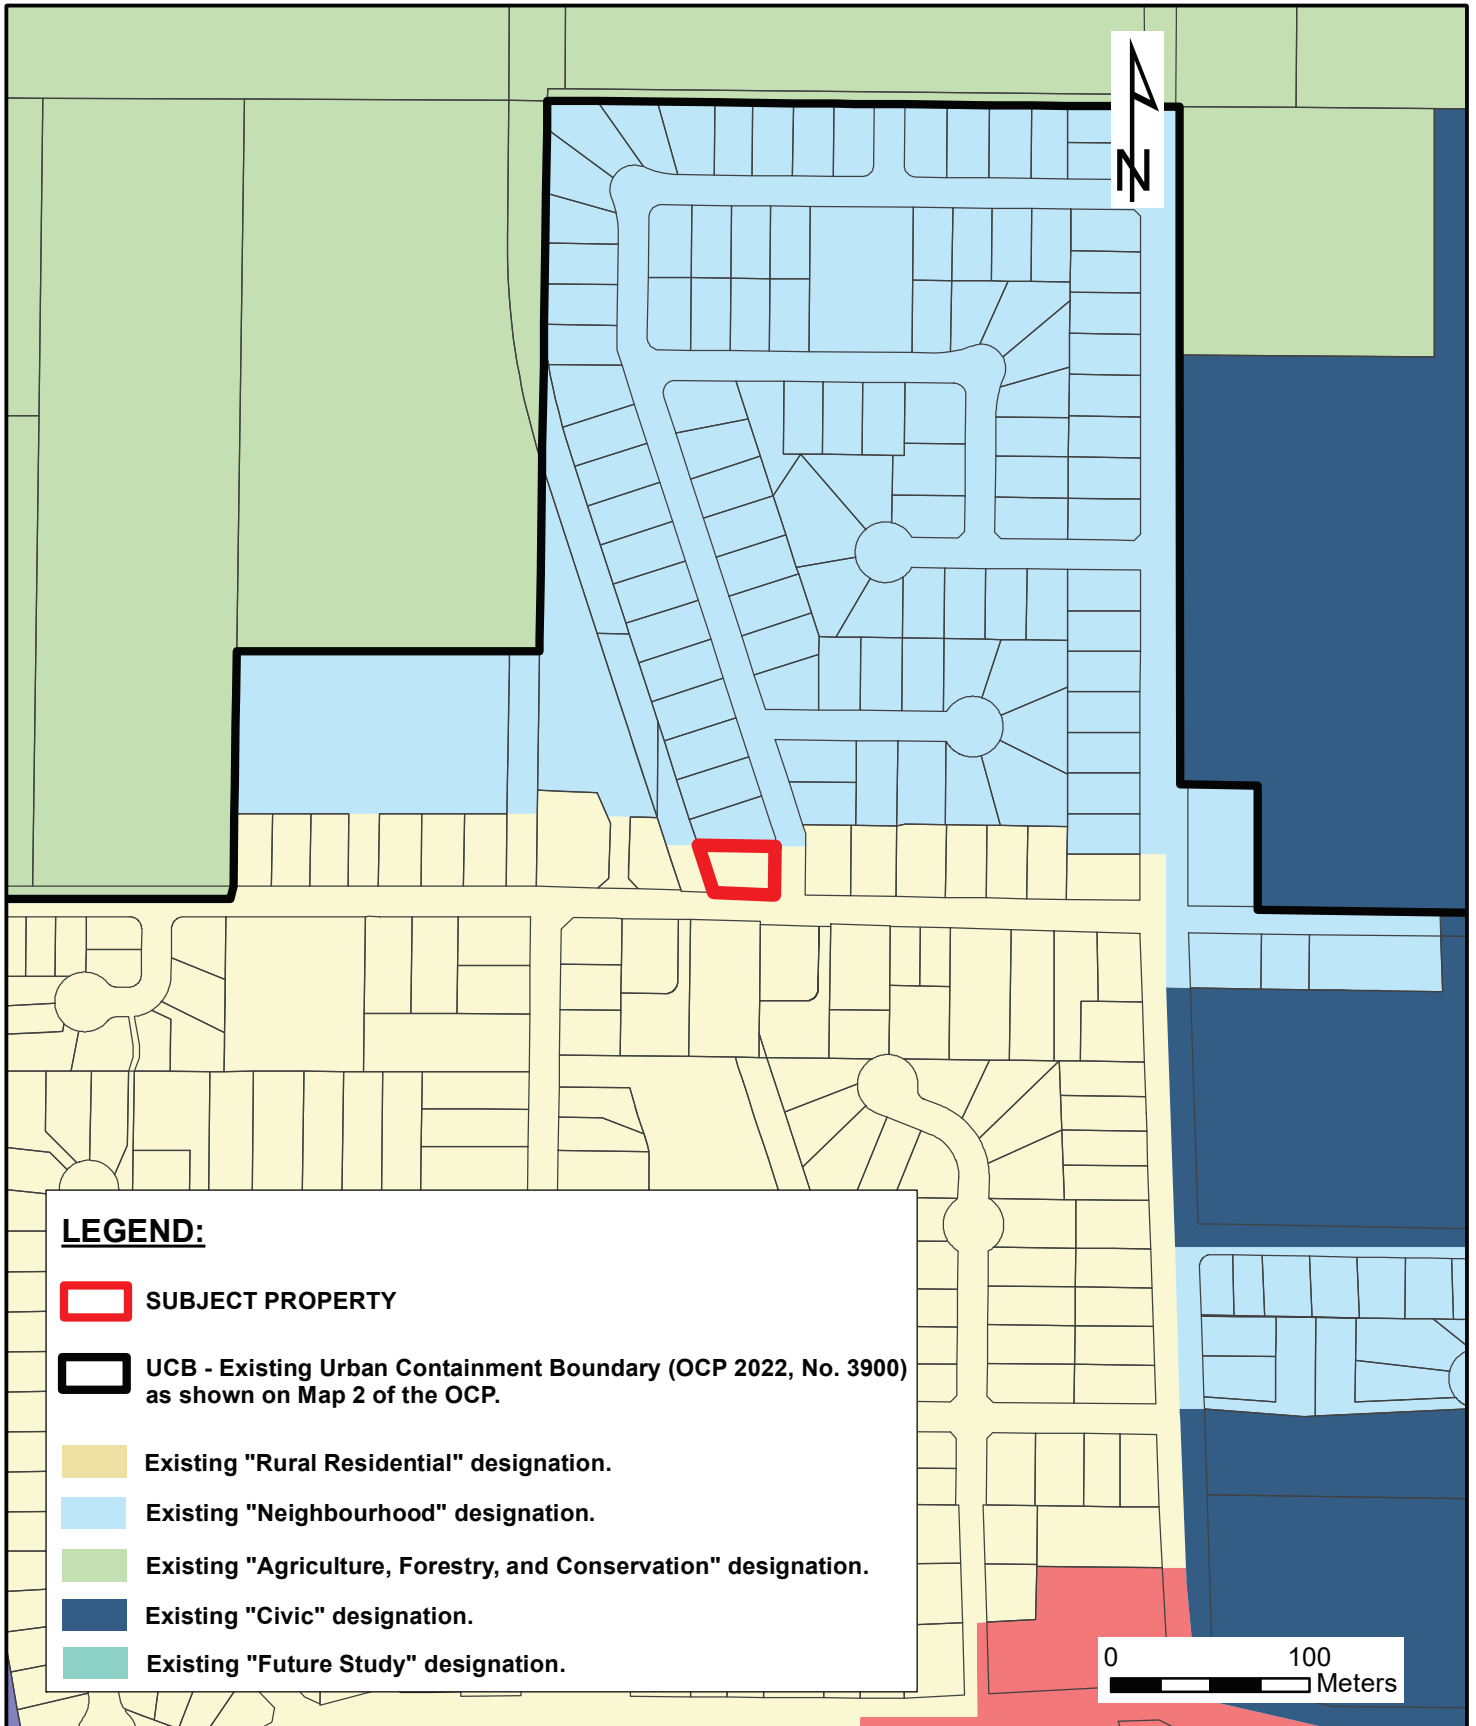 N
LEGEND:
SUBJECT PROPERTY
UCB - Existing Urban Containment Boundary (OCP 2022, No. 3900)
as shown on Map 2 of the OCP.
Existing "Rural Residential" designation.
Existing "Neighbourhood" designation.
Existing "Agriculture, Forestry, and Conservation" designation.
Existing "Civic" designation.
Existing "Future Study" designation.
0 100
Meters